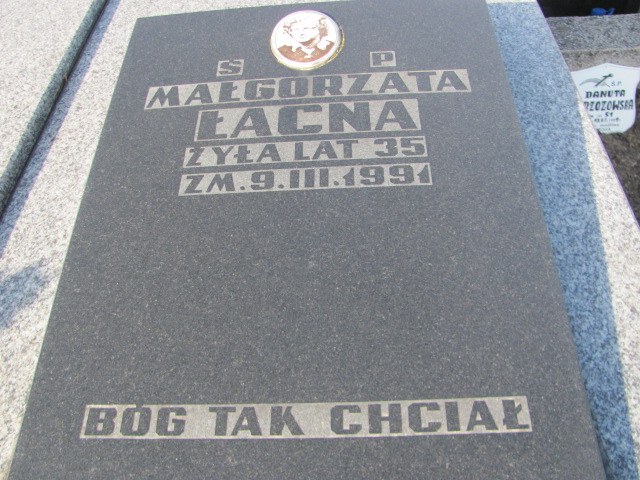 Ś P
MAŁGORZATA
ŁACNA
ŻYŁA LAT 35
ZM. 9. III. 1991
BÓG TAK CHCIAŁ
Ś.P.
DANUTA